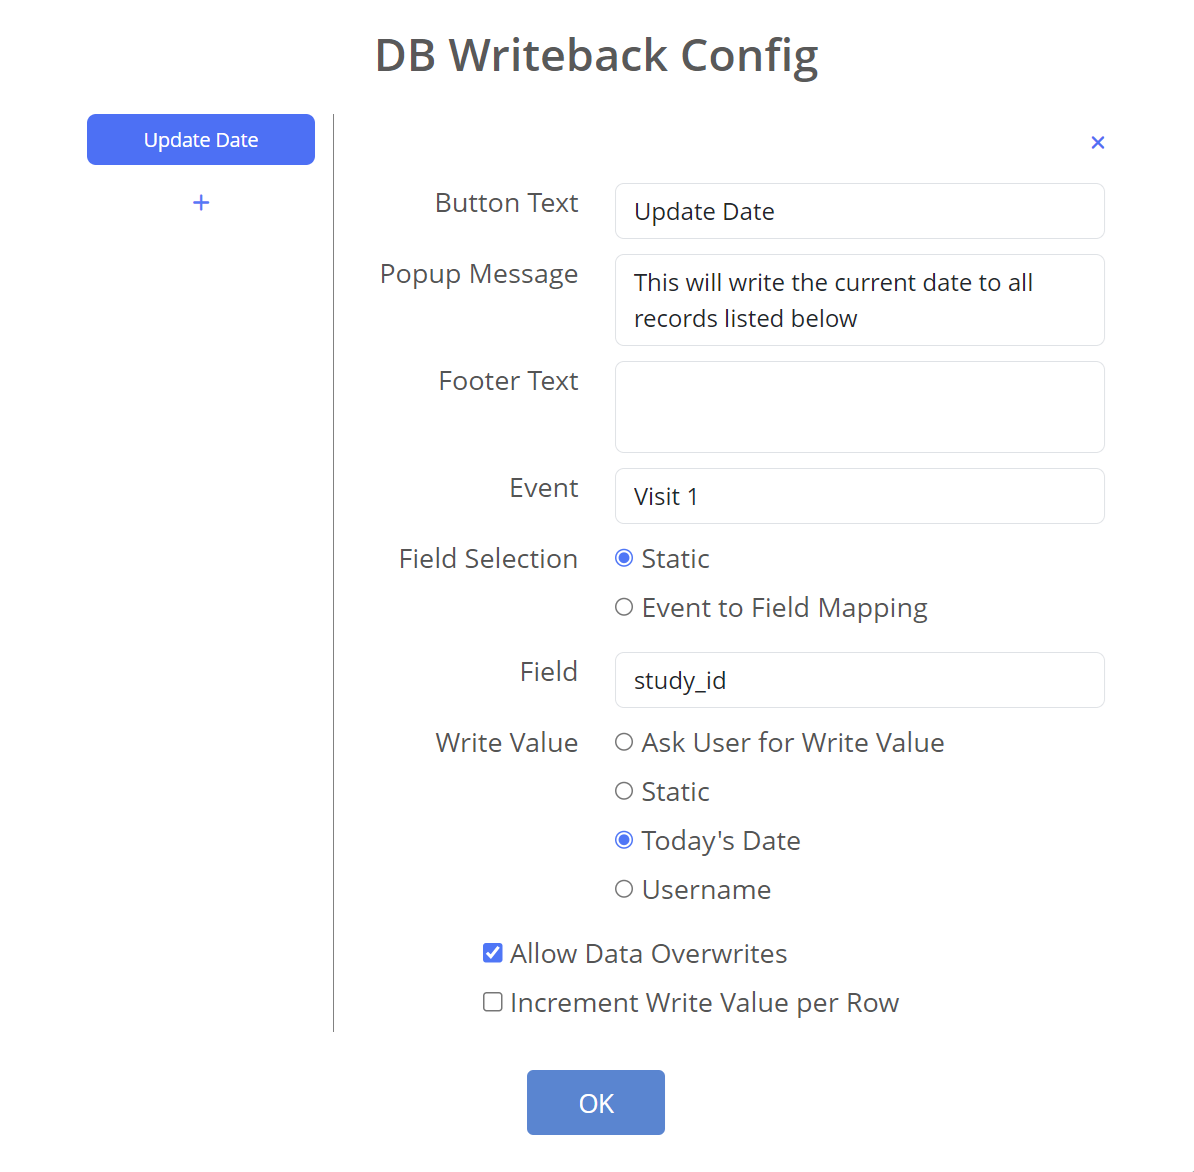 DB Writeback Config
Update Date
+
×
Button Text
Update Date
Popup Message
This will write the current date to all
records listed below
Footer Text
Event
Visit 1
Field Selection
Static
Event to Field Mapping
Field
study_id
Write Value
Ask User for Write Value
Static
Today's Date
Username
Allow Data Overwrites
Increment Write Value per Row
OK